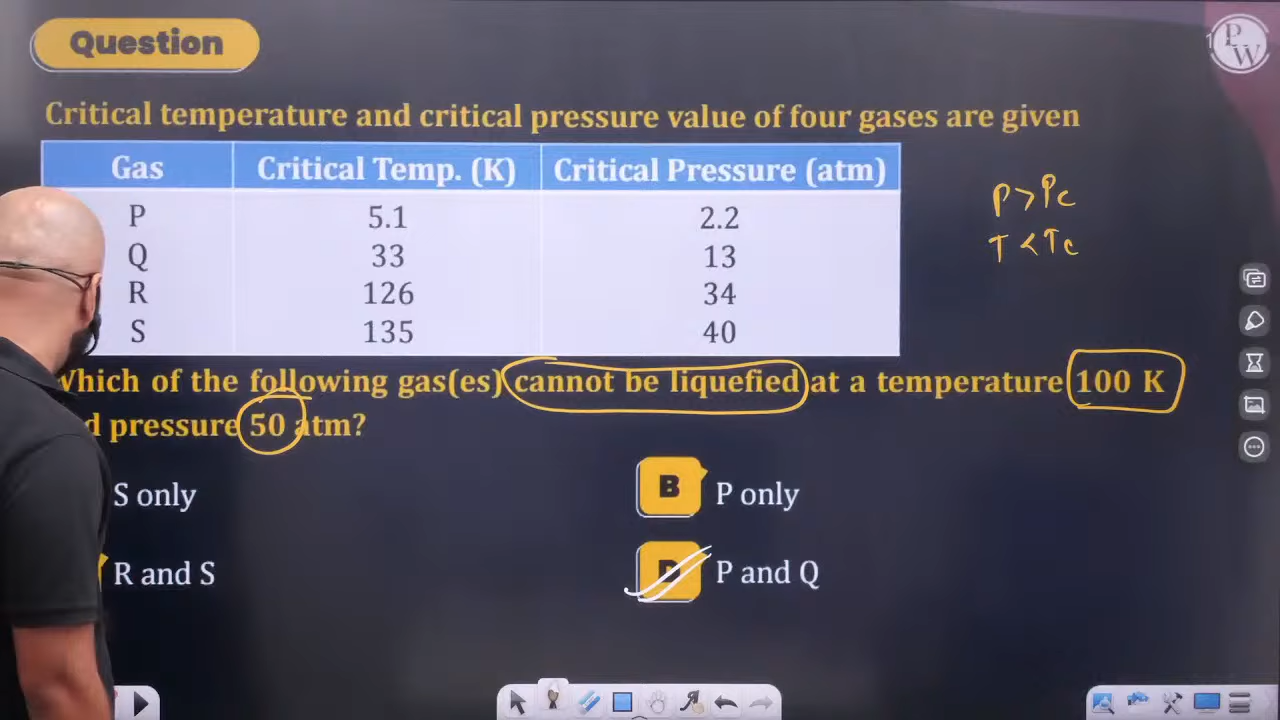 Question
PW
Critical temperature and critical pressure value of four gases are given
Gas Critical Temp. (K) Critical Pressure (atm)
P 5.1 2.2
Q 33 13
R 126 34
S 135 40
P > Pc
T < Tc
Which of the following gas(es) cannot be liquefied at a temperature 100 K
pressure 50 atm?
S only
B P only
R and S
D P and Q